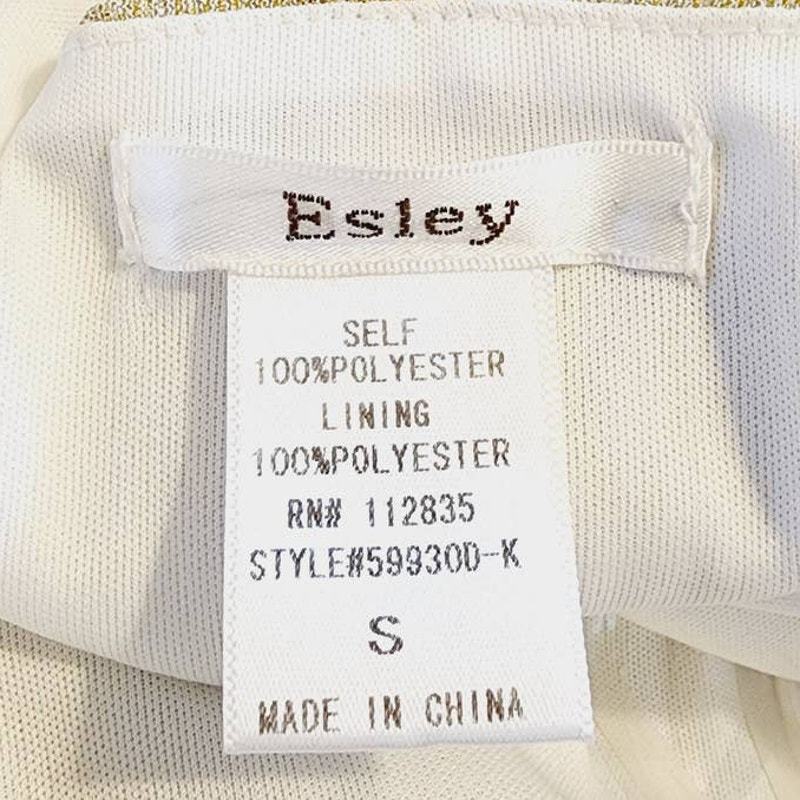 Esley
SELF
100%POLYESTER
LINING
100%POLYESTER
RN# 112835
STYLE#59930D-K
S
MADE IN CHINA